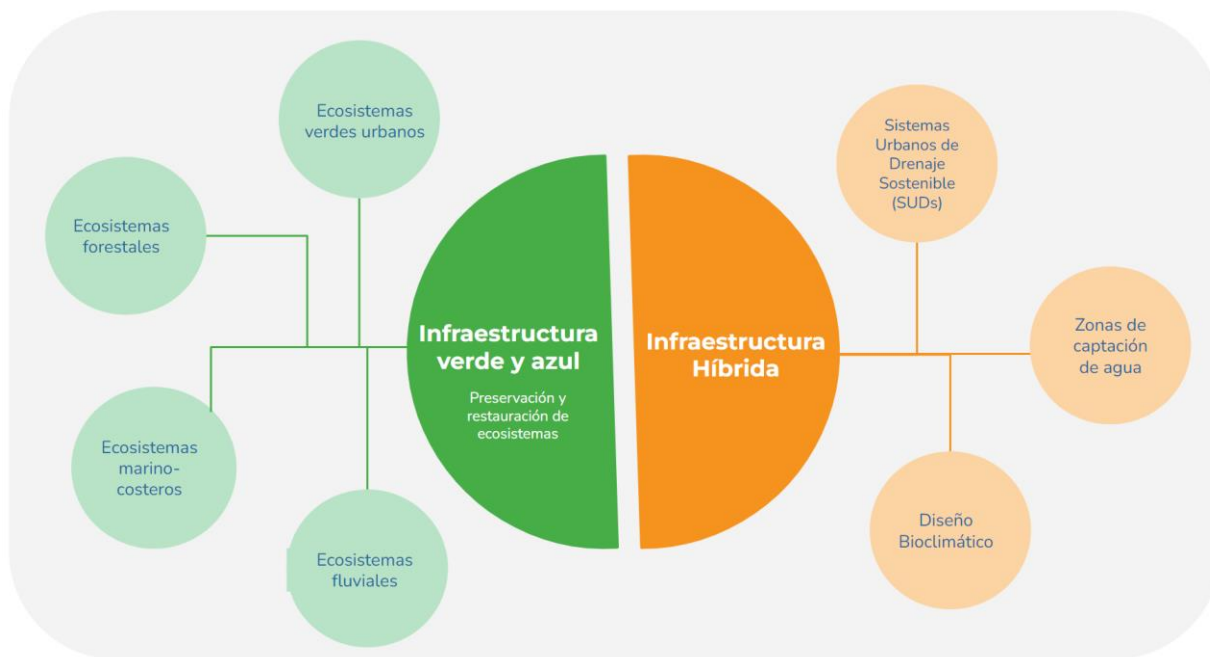 Ecosistemas
verdes urbanos
Ecosistemas
forestales
Ecosistemas
marino-
costeros
Ecosistemas
fluviales
Infraestructura
verde y azul
Preservación y
restauración de
ecosistemas
Infraestructura
Híbrida
Sistemas
Urbanos de
Drenaje
Sostenible
(SUDs)
Zonas de
captación
de agua
Diseño
Bioclimático